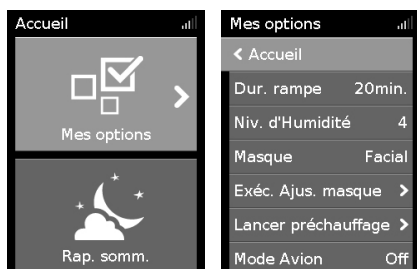 Accueil
Mes options
Rap. somm.
Mes options
< Accueil
Dur. rampe 20min.
Niv. d'Humidité 4
Masque Facial
Exéc. Ajus. masque >
Lancer préchauffage >
Mode Avion Off